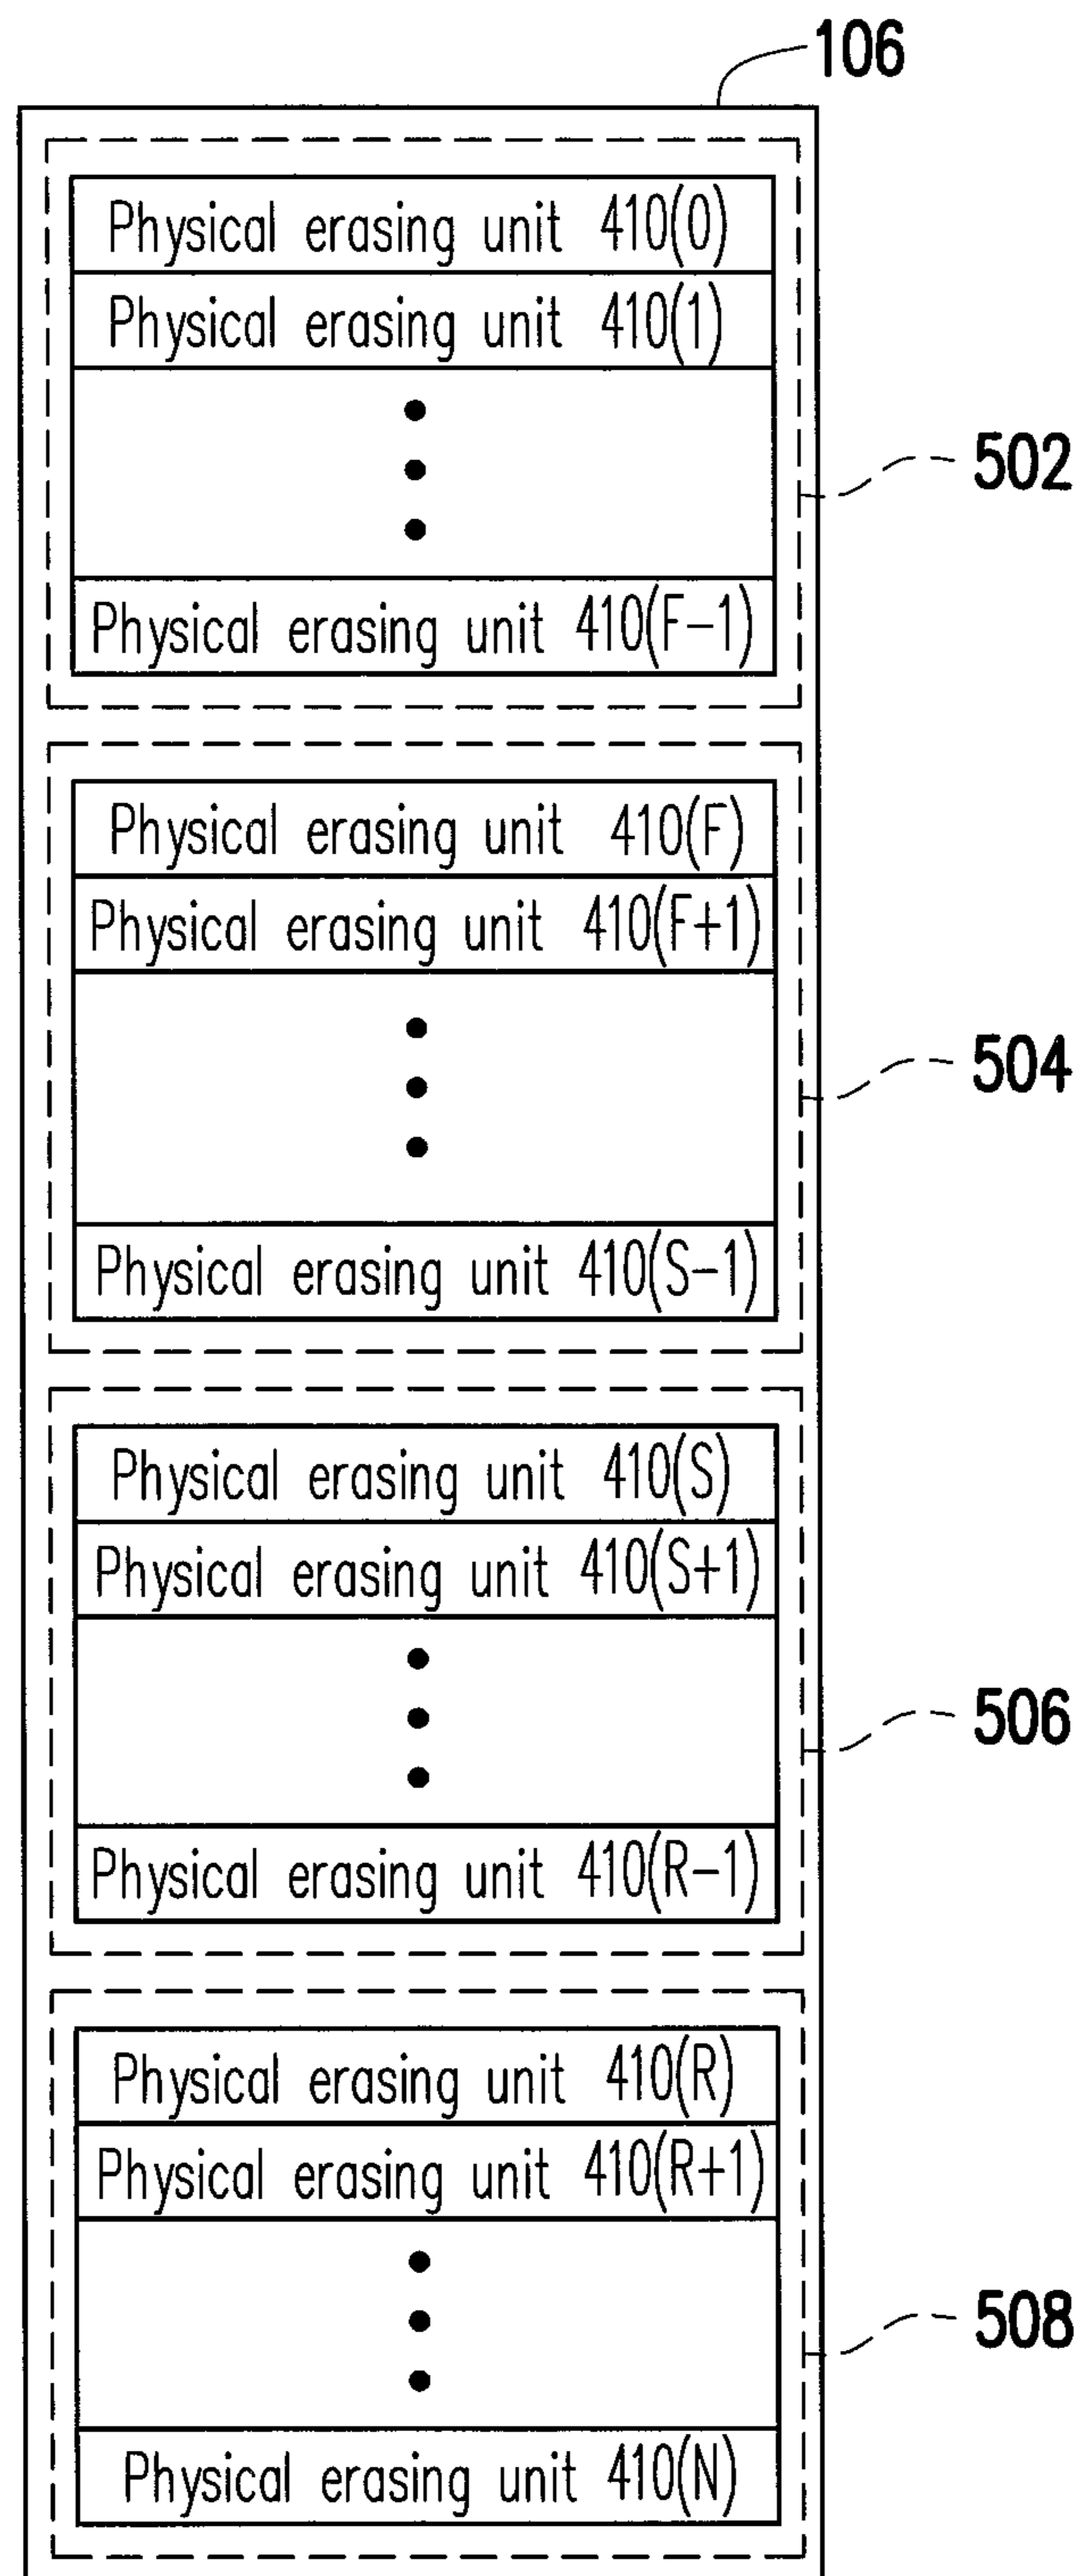 106
Physical erasing unit 410(0)
Physical erasing unit 410(1)
502
Physical erasing unit 410(F-1)
Physical erasing unit 410(F)
Physical erasing unit 410(F+1)
504
Physical erasing unit 410(S-1)
Physical erasing unit 410(S)
Physical erasing unit 410(S+1)
506
Physical erasing unit 410(R-1)
Physical erasing unit 410(R)
Physical erasing unit 410(R+1)
508
Physical erasing unit 410(N)